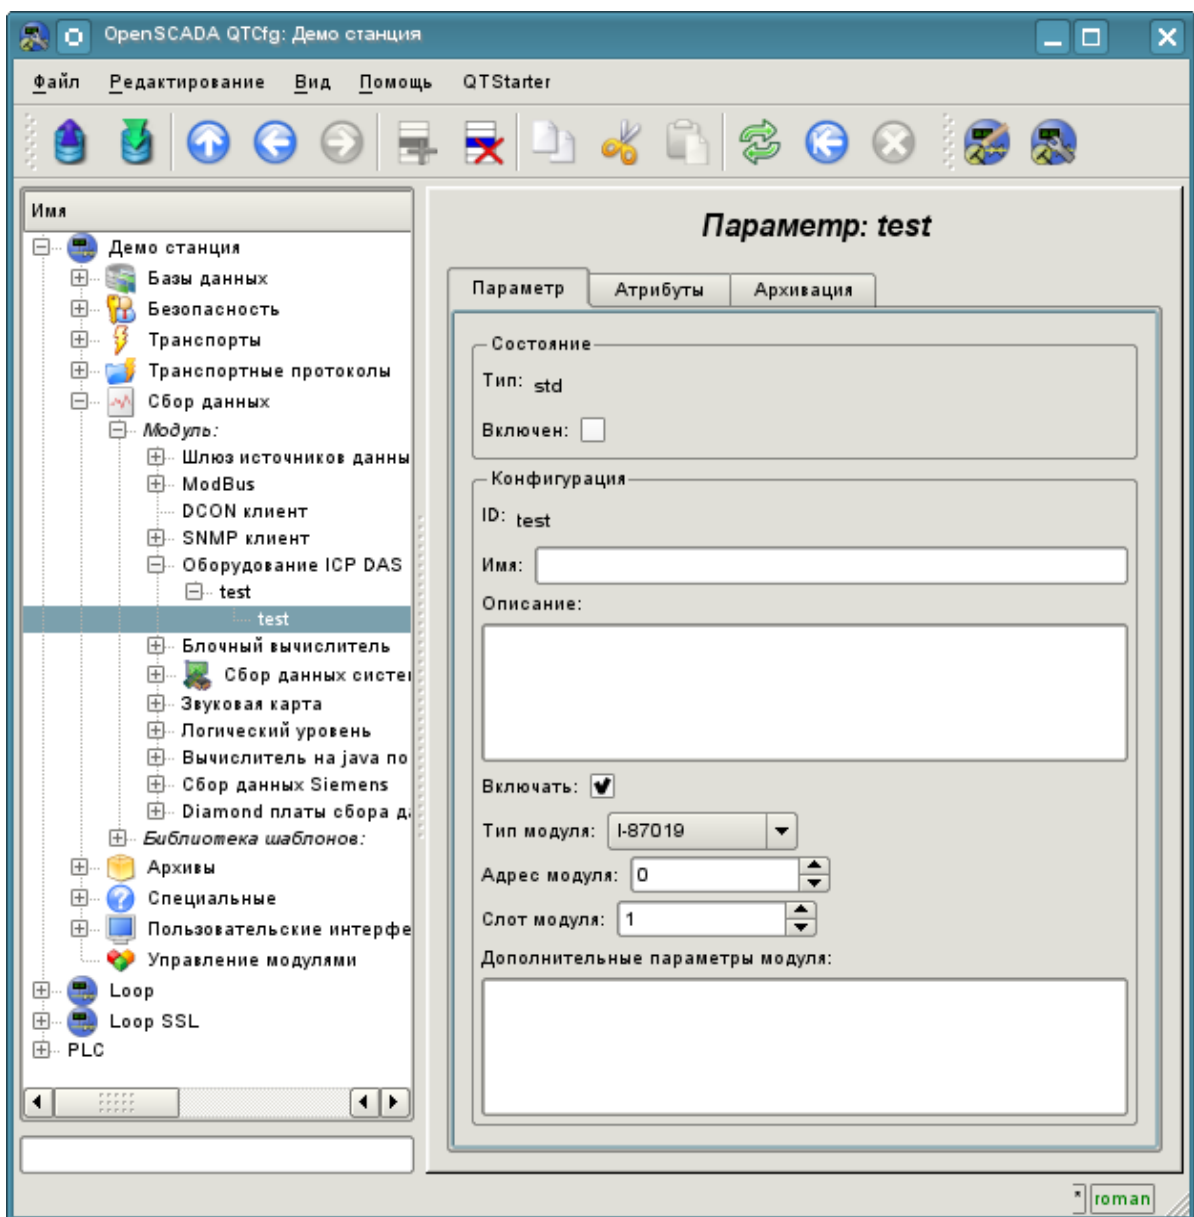 OpenSCADA QTCfg: Демо станция
Файл Редактирование Вид Помощь QTStarter
Имя
Демо станция
Базы данных
Безопасность
Транспорты
Транспортные протоколы
Сбор данных
Модуль:
Шлюз источников данны
ModBus
DCON клиент
SNMP клиент
Оборудование ICP DAS
test
test
Блочный вычислитель
Сбор данных систе
Звуковая карта
Логический уровень
Вычислитель на java по
Сбор данных Siemens
Diamond платы сбора д
Библиотека шаблонов:
Архивы
Специальные
Пользовательские интерфе
Управление модулями
Loop
Loop SSL
PLC
Параметр: test
Параметр Атрибуты Архивация
Состояние
Тип: std
Включен:
Конфигурация
ID: test
Имя:
Описание:
Включать:
Тип модуля: I-87019
Адрес модуля: 0
Слот модуля: 1
Дополнительные параметры модуля:
* roman